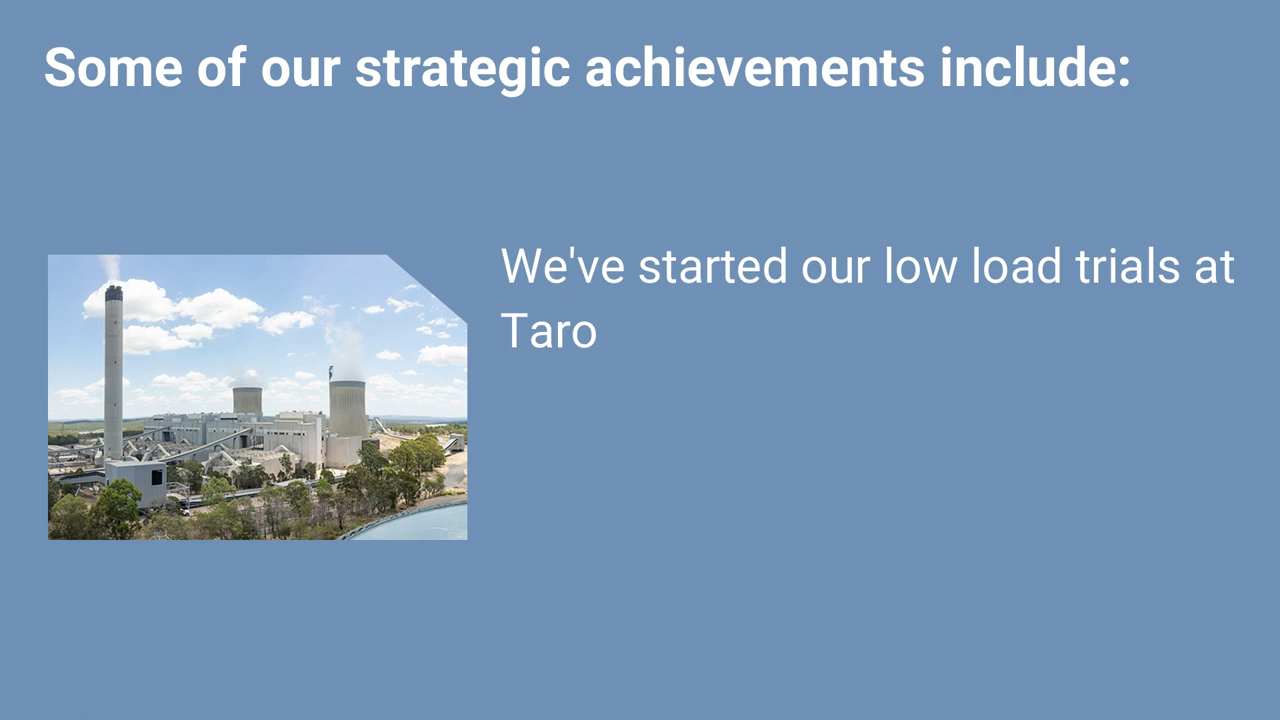 Some of our strategic achievements include:
We've started our low load trials at
Taro